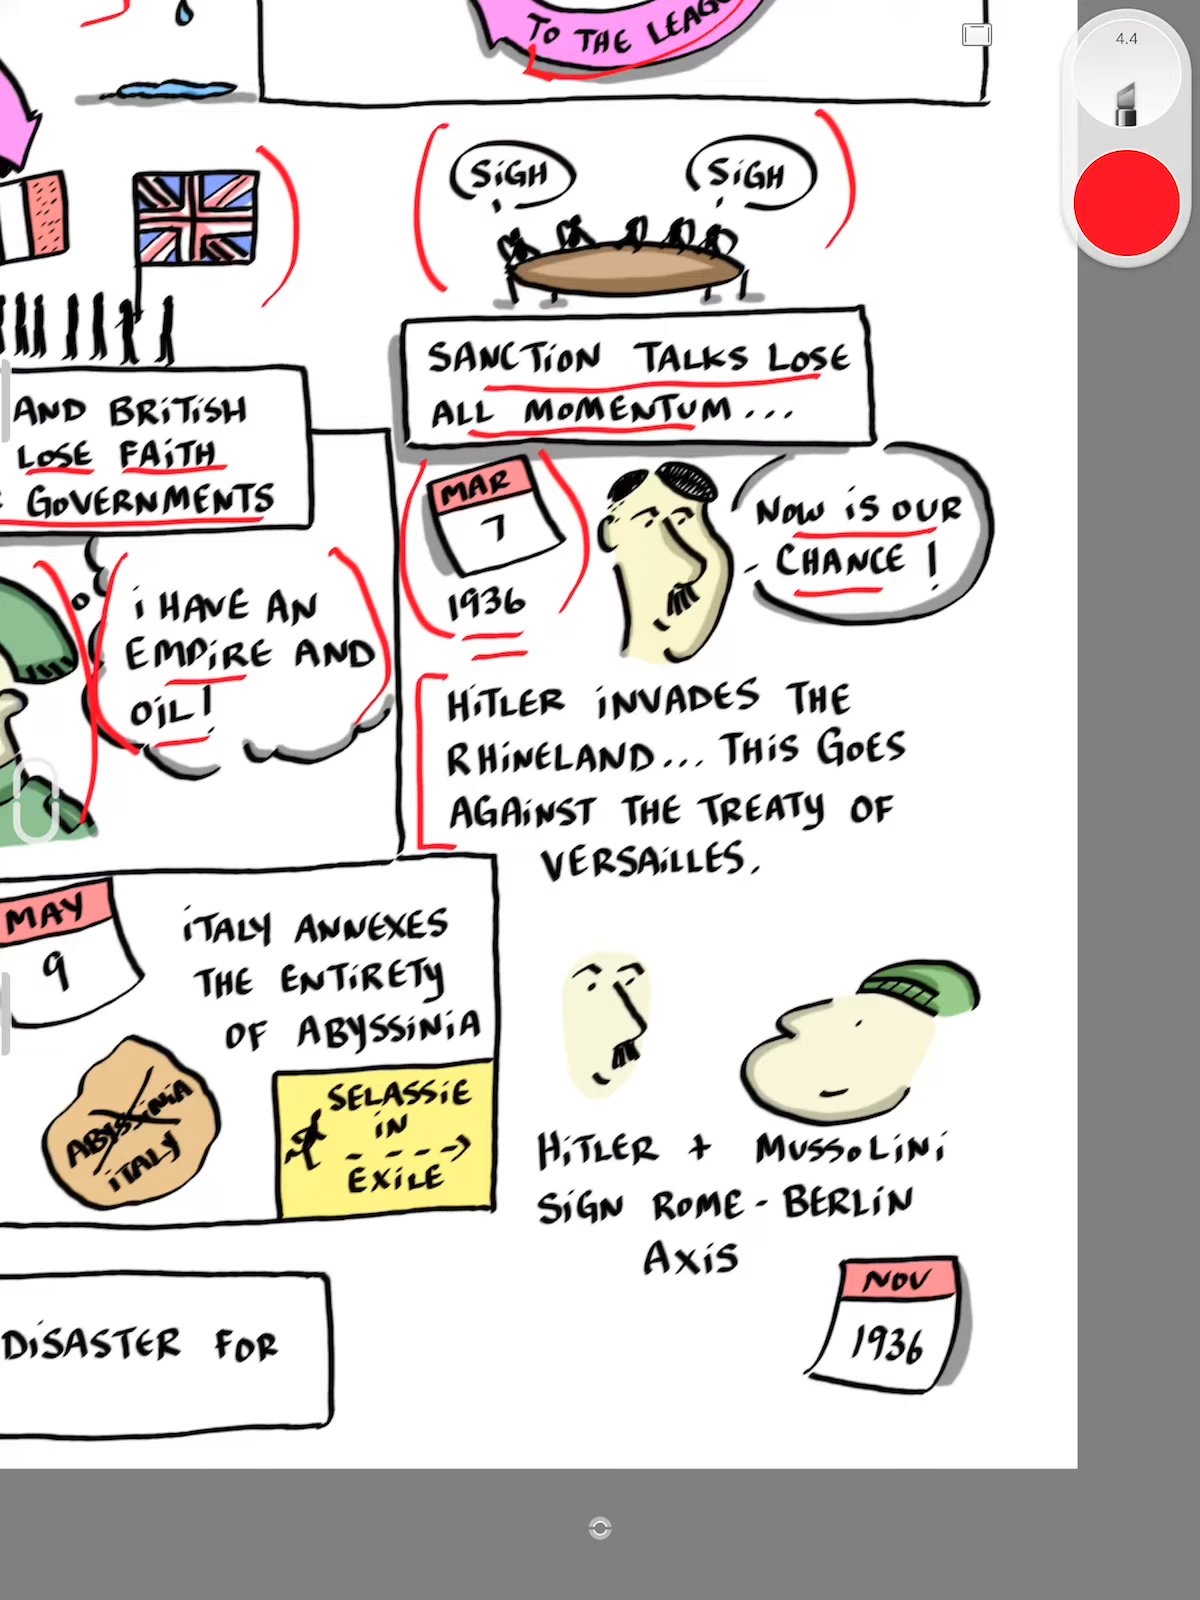 TO THE LEAGU
4.4
SiGH
SiGH
SANCTiON TALKS LOSE
ALL MOMENTUM...
AND BRiTiSH
LOSE FAiTH
GOVERNMENTS
MAR
7
1936
NOW iS OUR
CHANCE!
i HAVE AN
EMPiRE AND
OiL!
HiTLER iNVADES THE
RHiNELAND... THiS GOES
AGAiNST THE TREATY OF
VERSAiLLES.
MAY
9
iTALY ANNEXES
THE ENTiRETY
OF ABYSSiNiA
ABYSSiNiA
iTALY
SELASSiE
iN
EXiLE
HiTLER + MUSSOLiNi
SiGN ROME-BERLiN
AXiS
NOV
1936
DiSASTER FOR